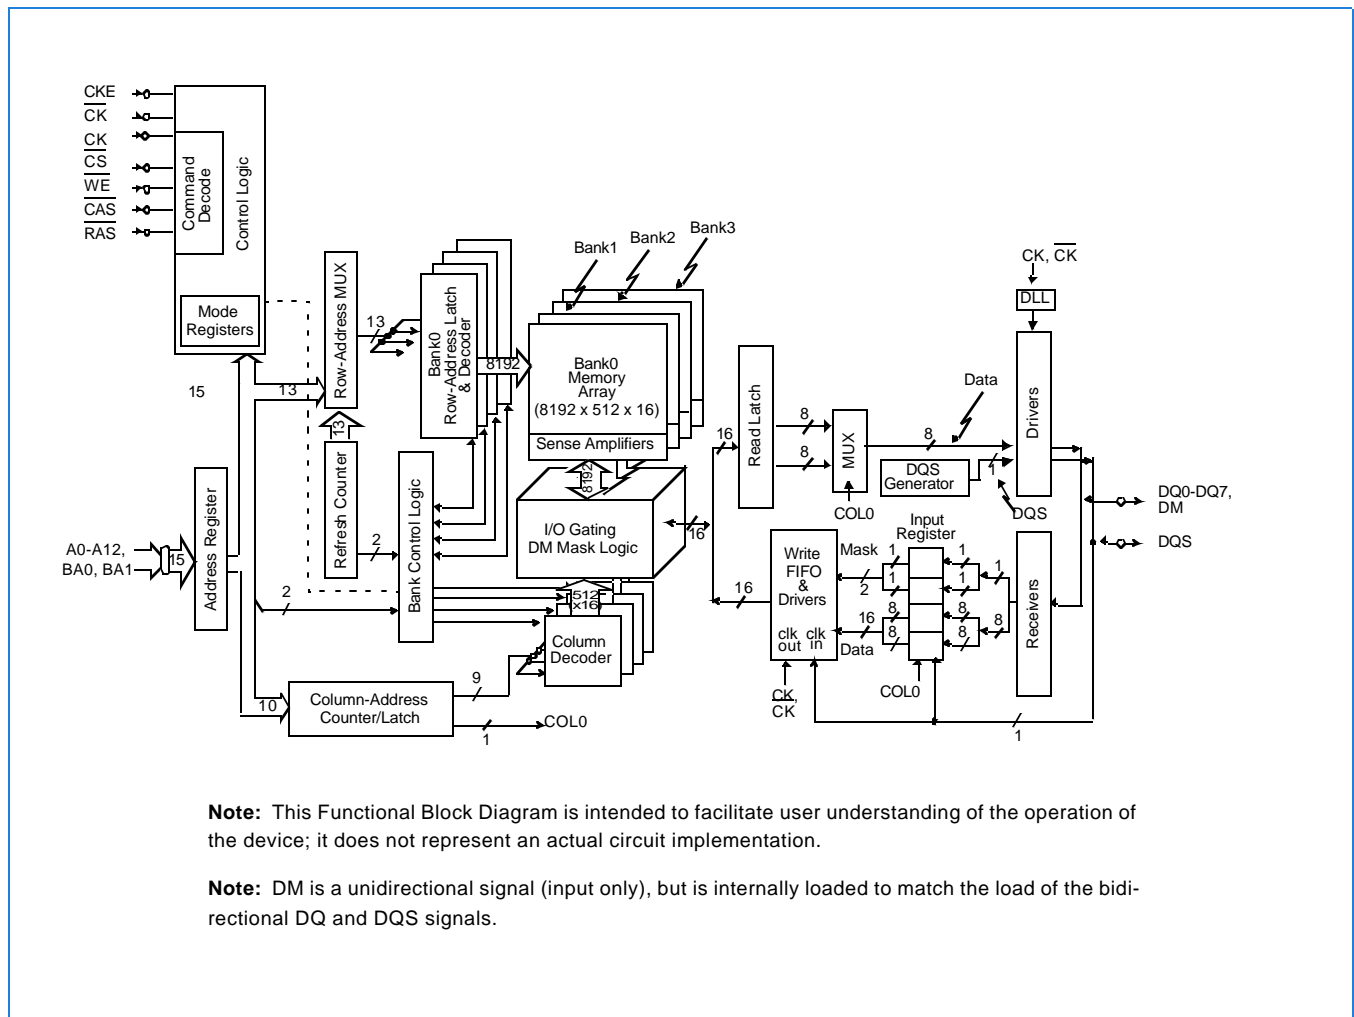 CKE
CK
CK
CS
WE
CAS
RAS
Command
Decode
Control Logic
Mode
Registers
15
13
Row-Address MUX
13
Refresh Counter
13
Bank0
Row-Address Latch
& Decoder
8192
Bank1
Bank2
Bank3
Bank0
Memory
Array
(8192 x 512 x 16)
Sense Amplifiers
8192
I/O Gating
DM Mask Logic
16
A0-A12,
BA0, BA1
15
Address Register
2
2
Bank Control Logic
512
(x16)
Column
Decoder
10
Column-Address
Counter/Latch
9
1
COL0
16
Read Latch
8
8
MUX
COL0
8
Data
DQS
Generator
1
DQS
CK, CK
DLL
Drivers
DQ0-DQ7,
DM
DQS
16
Write
FIFO
&
Drivers
clk
out
clk
in
CK,
CK
Mask
2
16
Data
Input
Register
1
1
8
8
1
1
8
8
1
8
COL0
Receivers
1
Note: This Functional Block Diagram is intended to facilitate user understanding of the operation of
the device; it does not represent an actual circuit implementation.
Note: DM is a unidirectional signal (input only), but is internally loaded to match the load of the bidi-
rectional DQ and DQS signals.